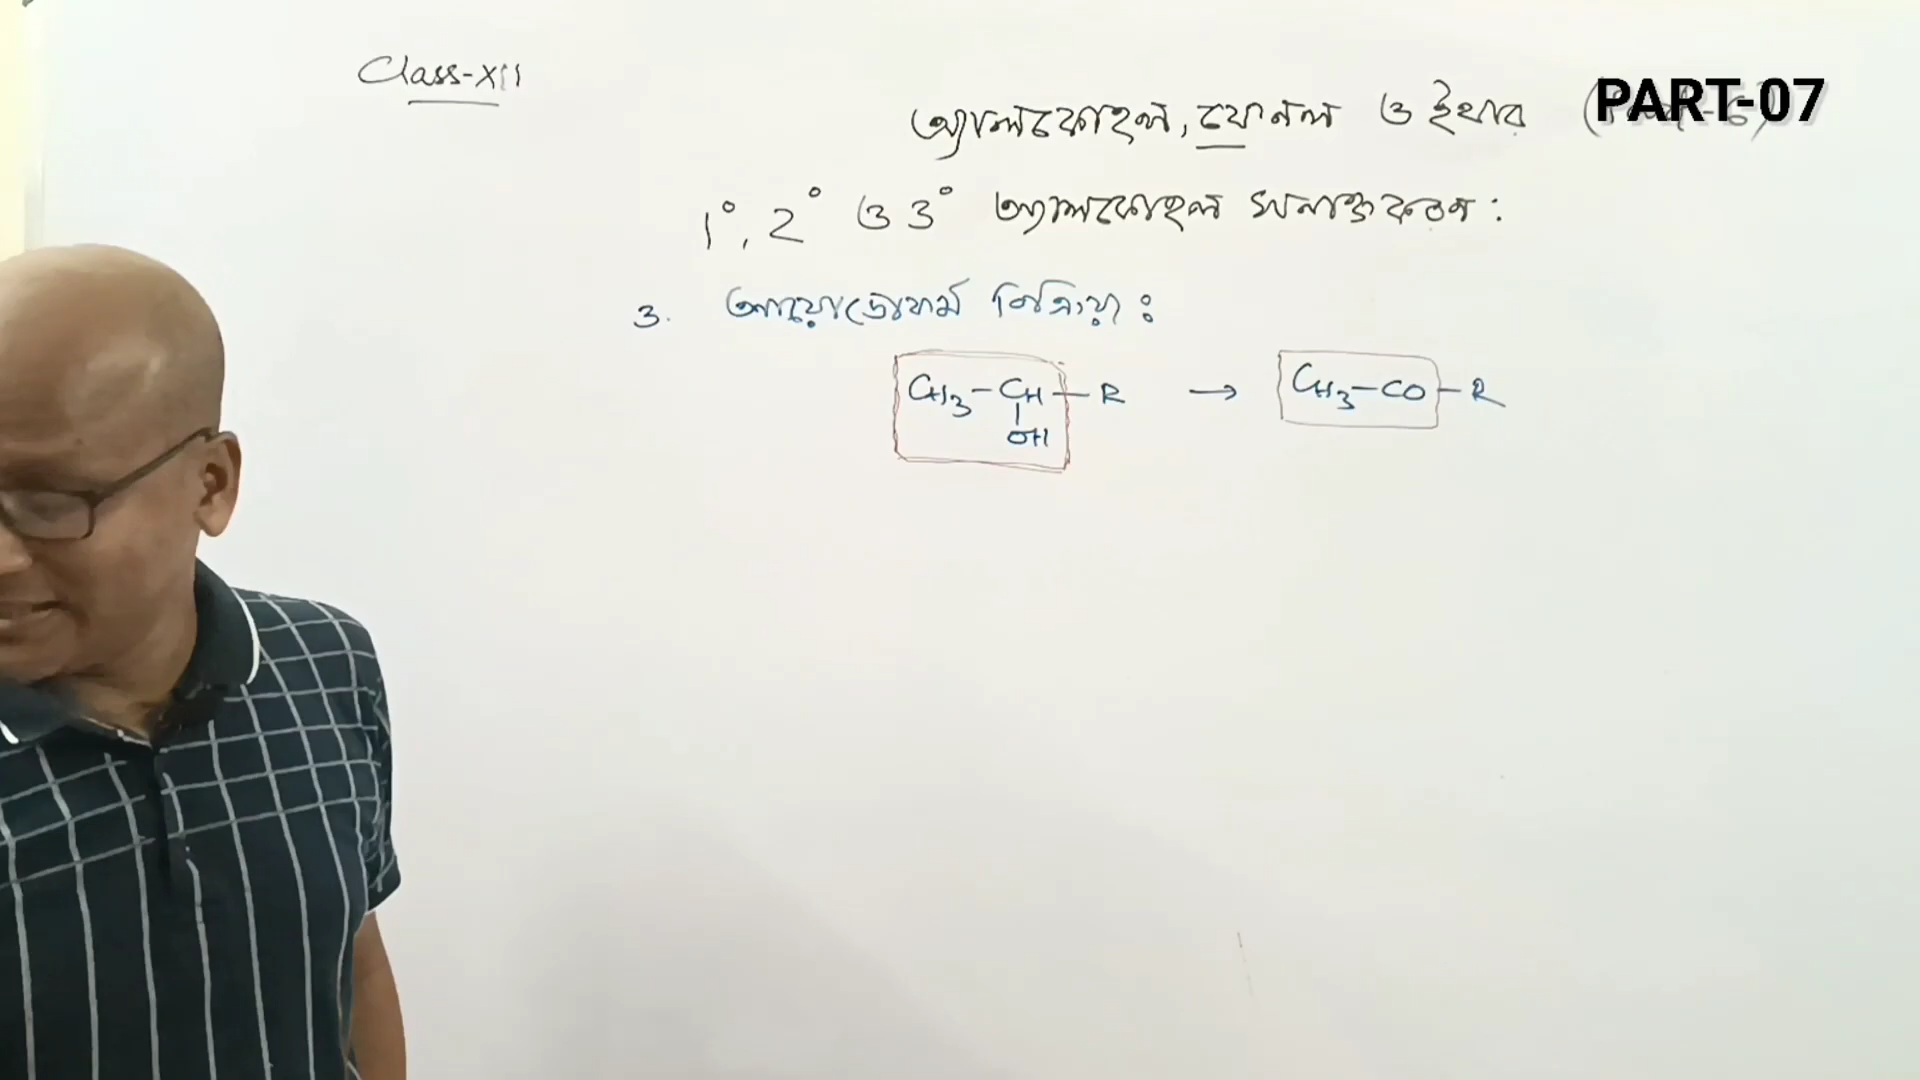 Class-XII
PART-07
অ্যালকোহল, ফেনল ও ইথার
1°, 2° ও 3° অ্যালকোহল সনাক্তকরণ :
3. আয়োডোফর্ম বিক্রিয়া :
CH3-CH-R → CH3-CO-R
OH